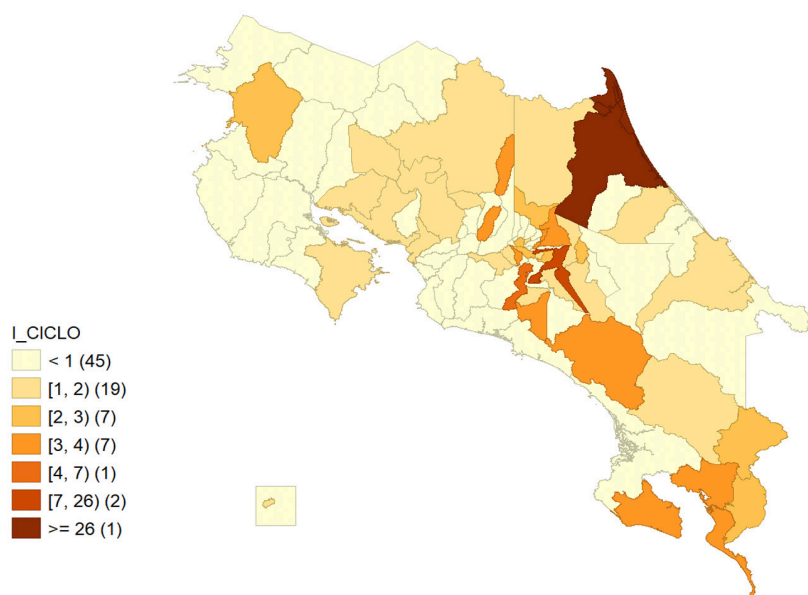 I_CICLO
< 1 (45)
[1, 2) (19)
[2, 3) (7)
[3, 4) (7)
[4, 7) (1)
[7, 26) (2)
>= 26 (1)